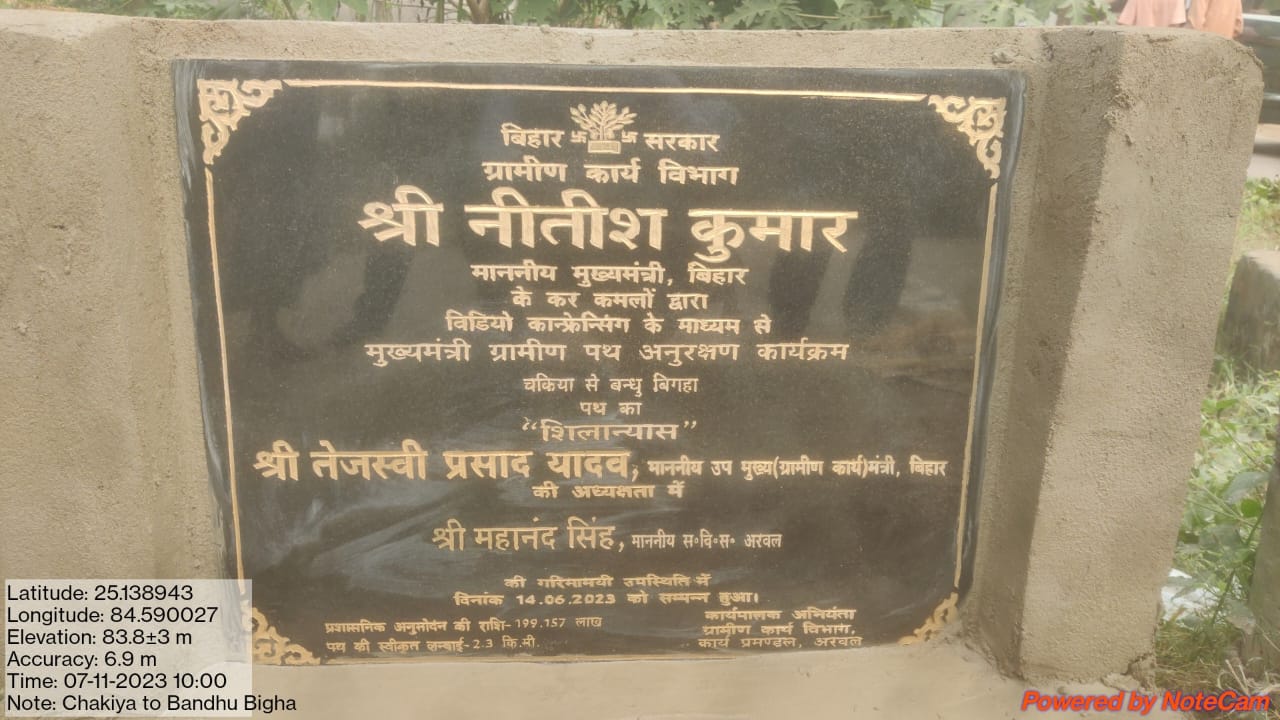 बिहार सरकार
ग्रामीण कार्य विभाग
श्री नीतीश कुमार
माननीय मुख्यमंत्री, बिहार
के कर कमलों द्वारा
विडियो कान्फ्रेन्सिंग के माध्यम से
मुख्यमंत्री ग्रामीण पथ अनुरक्षण कार्यक्रम
चकिया से बन्धु बिगहा
पथ का
“शिलान्यास”
श्री तेजस्वी प्रसाद यादव, माननीय उप मुख्य(ग्रामीण कार्य)मंत्री, बिहार
की अध्यक्षता में
श्री महानंद सिंह, माननीय स॰वि॰स॰ अरवल
की गरिमामयी उपस्थिति में
दिनांक 14.06.2023 को सम्पन्न हुआ।
प्रशासनिक अनुमोदन की राशि-199.157 लाख
पथ की स्वीकृत लम्बाई-2.3 कि.मी.
कार्यपालक अभियंता
ग्रामीण कार्य विभाग,
कार्य प्रमण्डल, अरवल
Latitude: 25.138943
Longitude: 84.590027
Elevation: 83.8±3 m
Accuracy: 6.9 m
Time: 07-11-2023 10:00
Note: Chakiya to Bandhu Bigha
Powered by NoteCam